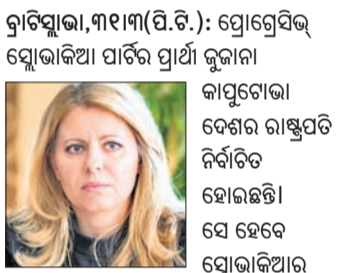 ବ୍ରାଟିସ୍ଲାଭା,୩୧।୩(ପି.ଟି.): ପ୍ରୋଗ୍ରେସିଭ୍
ସ୍ଲୋଭାକିଆ ପାର୍ଟିର ପ୍ରାର୍ଥୀ ଜୁଜାନା
କାପୁଟୋଭା
ଦେଶର ରାଷ୍ଟ୍ରପତି
ନିର୍ବାଚିତ
ହୋଇଛନ୍ତି।
ସେ ହେବେ
ସ୍ଲୋଭାକିଆର